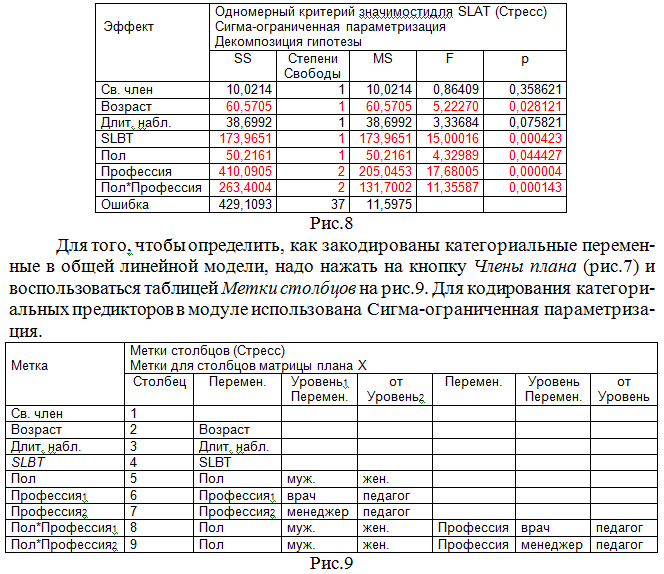 Эффект
Одномерный критерий значимостидля SLAT (Стресс)
Сигма-ограниченная параметризация
Декомпозиция гипотезы
SS Степени Свободы MS F p
Св. член 10,0214 1 10,0214 0,86409 0,358621
Возраст 60,5705 1 60,5705 5,22270 0,028121
Длит. набл. 38,6992 1 38,6992 3,33684 0,075821
SLBT 173,9651 1 173,9651 15,00016 0,000423
Пол 50,2161 1 50,2161 4,32989 0,044427
Профессия 410,0905 2 205,0453 17,68005 0,000004
Пол*Профессия 263,4004 2 131,7002 11,35587 0,000143
Ошибка 429,1093 37 11,5975
Рис.8
Для того, чтобы определить, как закодированы категориальные перемен-
ные в общей линейной модели, надо нажать на кнопку Члены плана (рис.7) и
воспользоваться таблицей Метки столбцов на рис.9. Для кодирования категори-
альных предикторов в модуле использована Сигма-ограниченная параметриза-
ция.
Метка
Метки столбцов (Стресс)
Метки для столбцов матрицы плана X
Столбец Перемен. Уровень1 Перемен. от Уровень2 Перемен. Уровень Перемен. от Уровень
Св. член 1
Возраст 2 Возраст
Длит. набл. 3 Длит. набл.
SLBT 4 SLBT
Пол 5 Пол муж. жен.
Профессия1 6 Профессия1 врач педагог
Профессия2 7 Профессия2 менеджер педагог
Пол*Профессия1 8 Пол муж. жен. Профессия врач педагог
Пол*Профессия2 9 Пол муж. жен. Профессия менеджер педагог
Рис.9